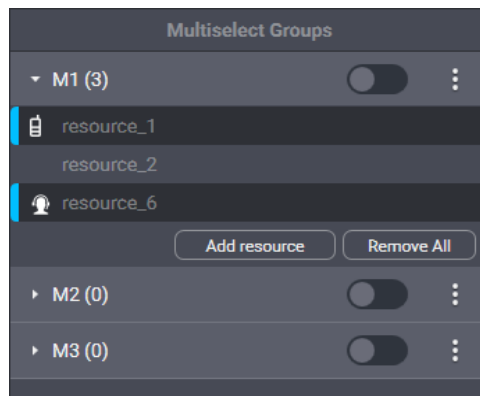 Multiselect Groups
M1 (3)
resource_1
resource_2
resource_6
Add resource Remove All
M2 (0)
M3 (0)